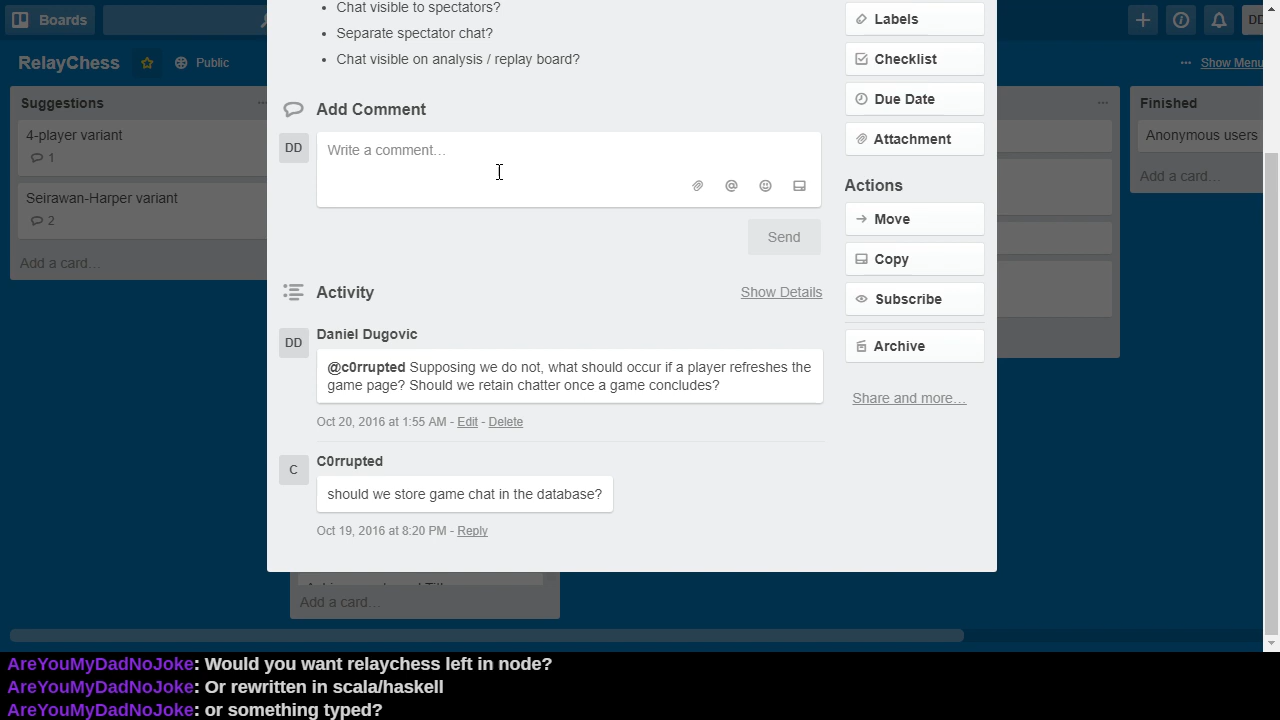 Boards
DD
RelayChess
Public
Show Menu
Suggestions
4-player variant
1
Seirawan-Harper variant
2
Add a card…
Chat visible to spectators?
Separate spectator chat?
Chat visible on analysis / replay board?
Add Comment
DD
Write a comment…
Send
Activity
Show Details
DD
Daniel Dugovic
@c0rrupted Supposing we do not, what should occur if a player refreshes the
game page? Should we retain chatter once a game concludes?
Oct 20, 2016 at 1:55 AM - Edit - Delete
C
C0rrupted
should we store game chat in the database?
Oct 19, 2016 at 8:20 PM - Reply
Add a card…
Labels
Checklist
Due Date
Attachment
Actions
Move
Copy
Subscribe
Archive
Share and more…
Finished
Anonymous users
Add a card…
AreYouMyDadNoJoke: Would you want relaychess left in node?
AreYouMyDadNoJoke: Or rewritten in scala/haskell
AreYouMyDadNoJoke: or something typed?